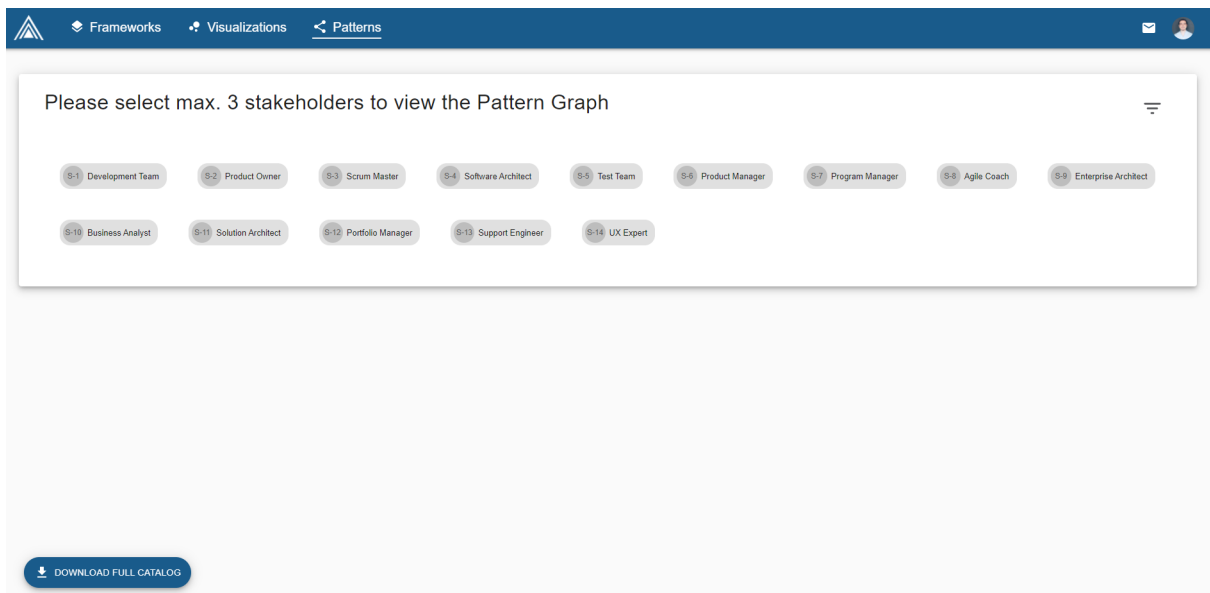 Frameworks Visualizations Patterns
Please select max. 3 stakeholders to view the Pattern Graph
S-1 Development Team S-2 Product Owner S-3 Scrum Master S-4 Software Architect S-5 Test Team S-6 Product Manager S-7 Program Manager S-8 Agile Coach S-9 Enterprise Architect
S-10 Business Analyst S-11 Solution Architect S-12 Portfolio Manager S-13 Support Engineer S-14 UX Expert
DOWNLOAD FULL CATALOG